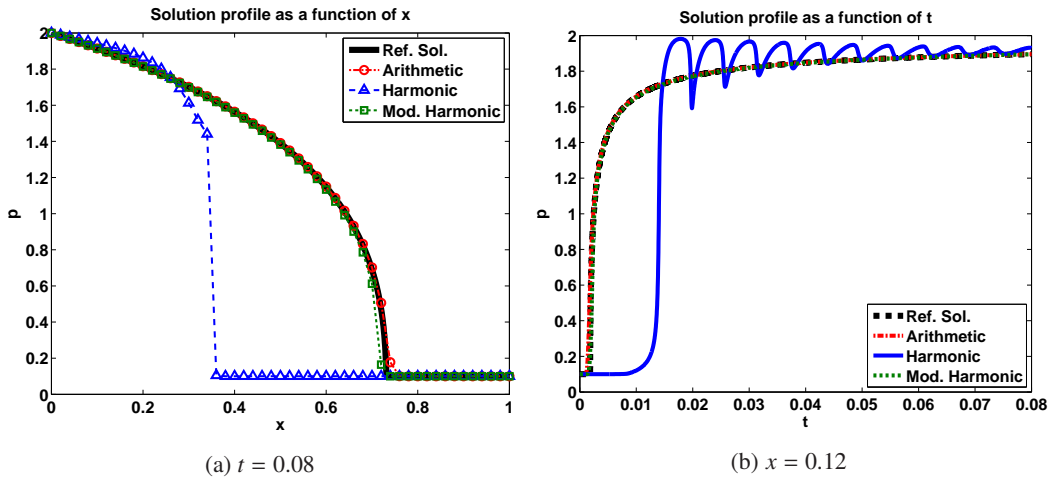 Solution profile as a function of x
2
1.8
1.6
1.4
1.2
1
0.8
0.6
0.4
0.2
0
p
0
0.2
0.4
0.6
0.8
1
x
Ref. Sol.
Arithmetic
Harmonic
Mod. Harmonic
(a) t = 0.08
Solution profile as a function of t
2
1.8
1.6
1.4
1.2
1
0.8
0.6
0.4
0.2
0
p
0
0.01
0.02
0.03
0.04
0.05
0.06
0.07
0.08
t
Ref. Sol.
Arithmetic
Harmonic
Mod. Harmonic
(b) x = 0.12